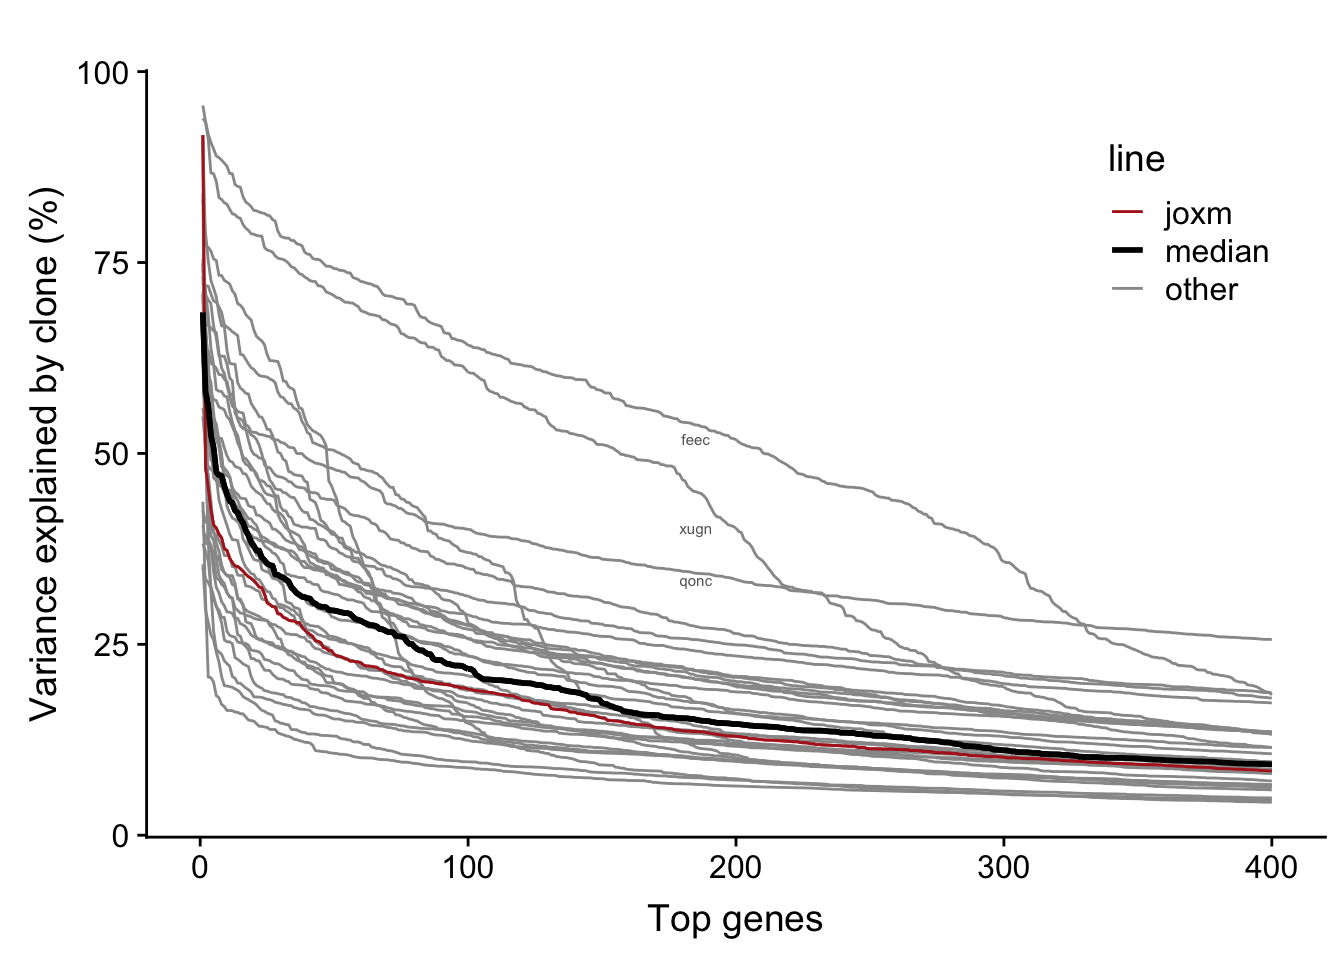 100
75
50
25
0
0
100
200
300
400
Variance explained by clone (%)
Top genes
line
joxm
median
other
feec
xugn
qonc